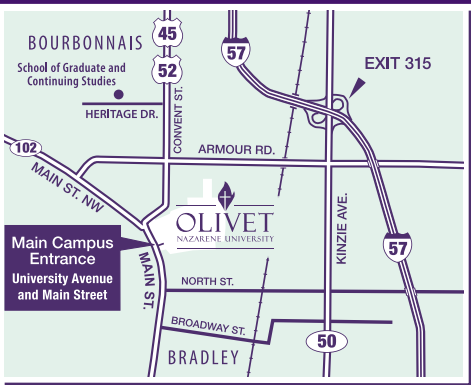 BOURBONNAIS
45
57
EXIT 315
School of Graduate and
Continuing Studies
52
HERITAGE DR.
CONVENT ST.
102
ARMOUR RD.
MAIN ST. NW
OLIVET
NAZARENE UNIVERSITY
KINZIE AVE.
Main Campus
Entrance
University Avenue
and Main Street
MAIN ST.
57
NORTH ST.
BROADWAY ST.
50
BRADLEY